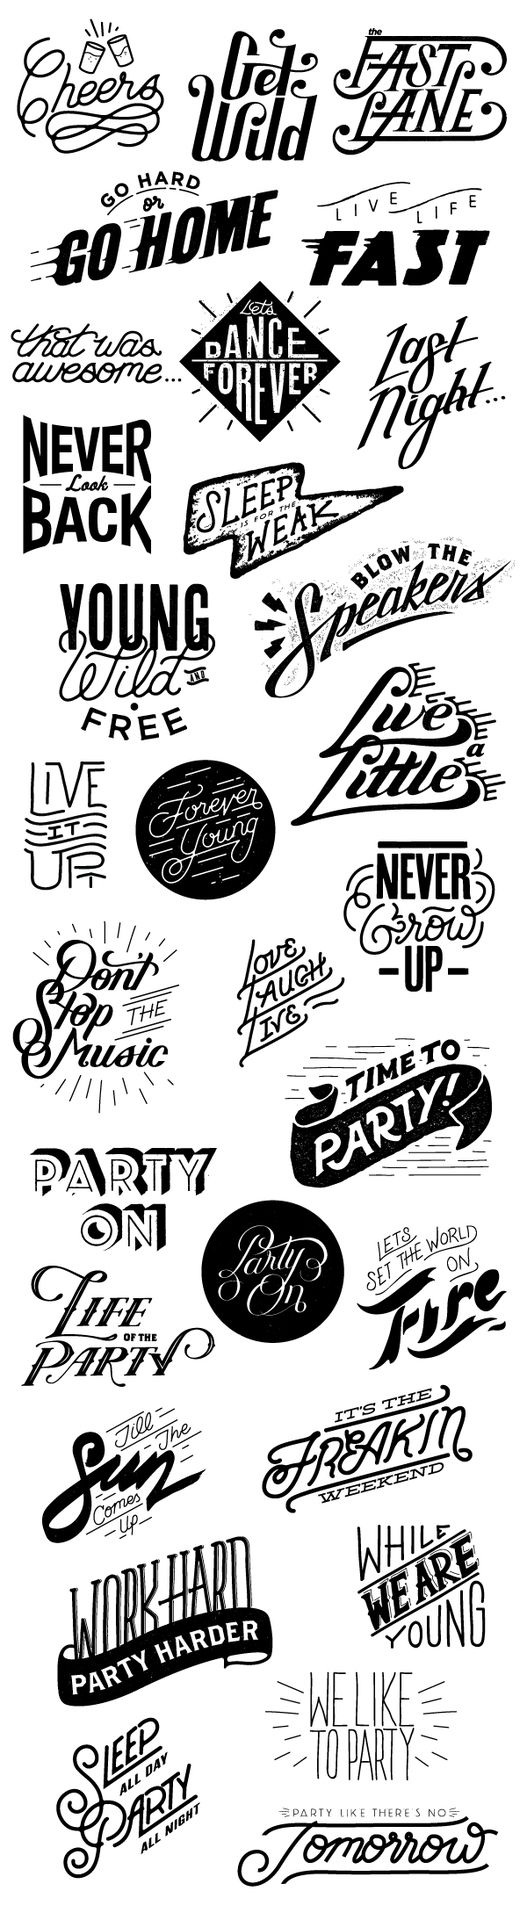 Cheers
Get
Wild
the
FAST
LANE
GO HARD
or
GO HOME
LIVE LIFE
FAST
that was
awesome...
Let's
DANCE
FOREVER
Last
Night...
NEVER
Look
BACK
SLEEP
IS FOR THE
WEAK
BLOW THE
Speakers
YOUNG
Wild AND
FREE
Live
a
Little
LIVE
IT
UP
Forever
Young
NEVER
Grow
-UP-
Don't
Stop THE
Music
LOVE
LAUGH
LIVE
TIME TO
PARTY!
PARTY
ON
Party
On
LETS
SET THE WORLD
ON
Fire
LIFE
OF THE
PARTY
Till The
Sun
Comes
Up
IT'S THE
FREAKIN
WEEKEND
WORK HARD
PARTY HARDER
WHILE
WE ARE
YOUNG
WE LIKE
TO PARTY
SLEEP
ALL DAY
PARTY
ALL NIGHT
PARTY LIKE THERE'S NO
Tomorrow